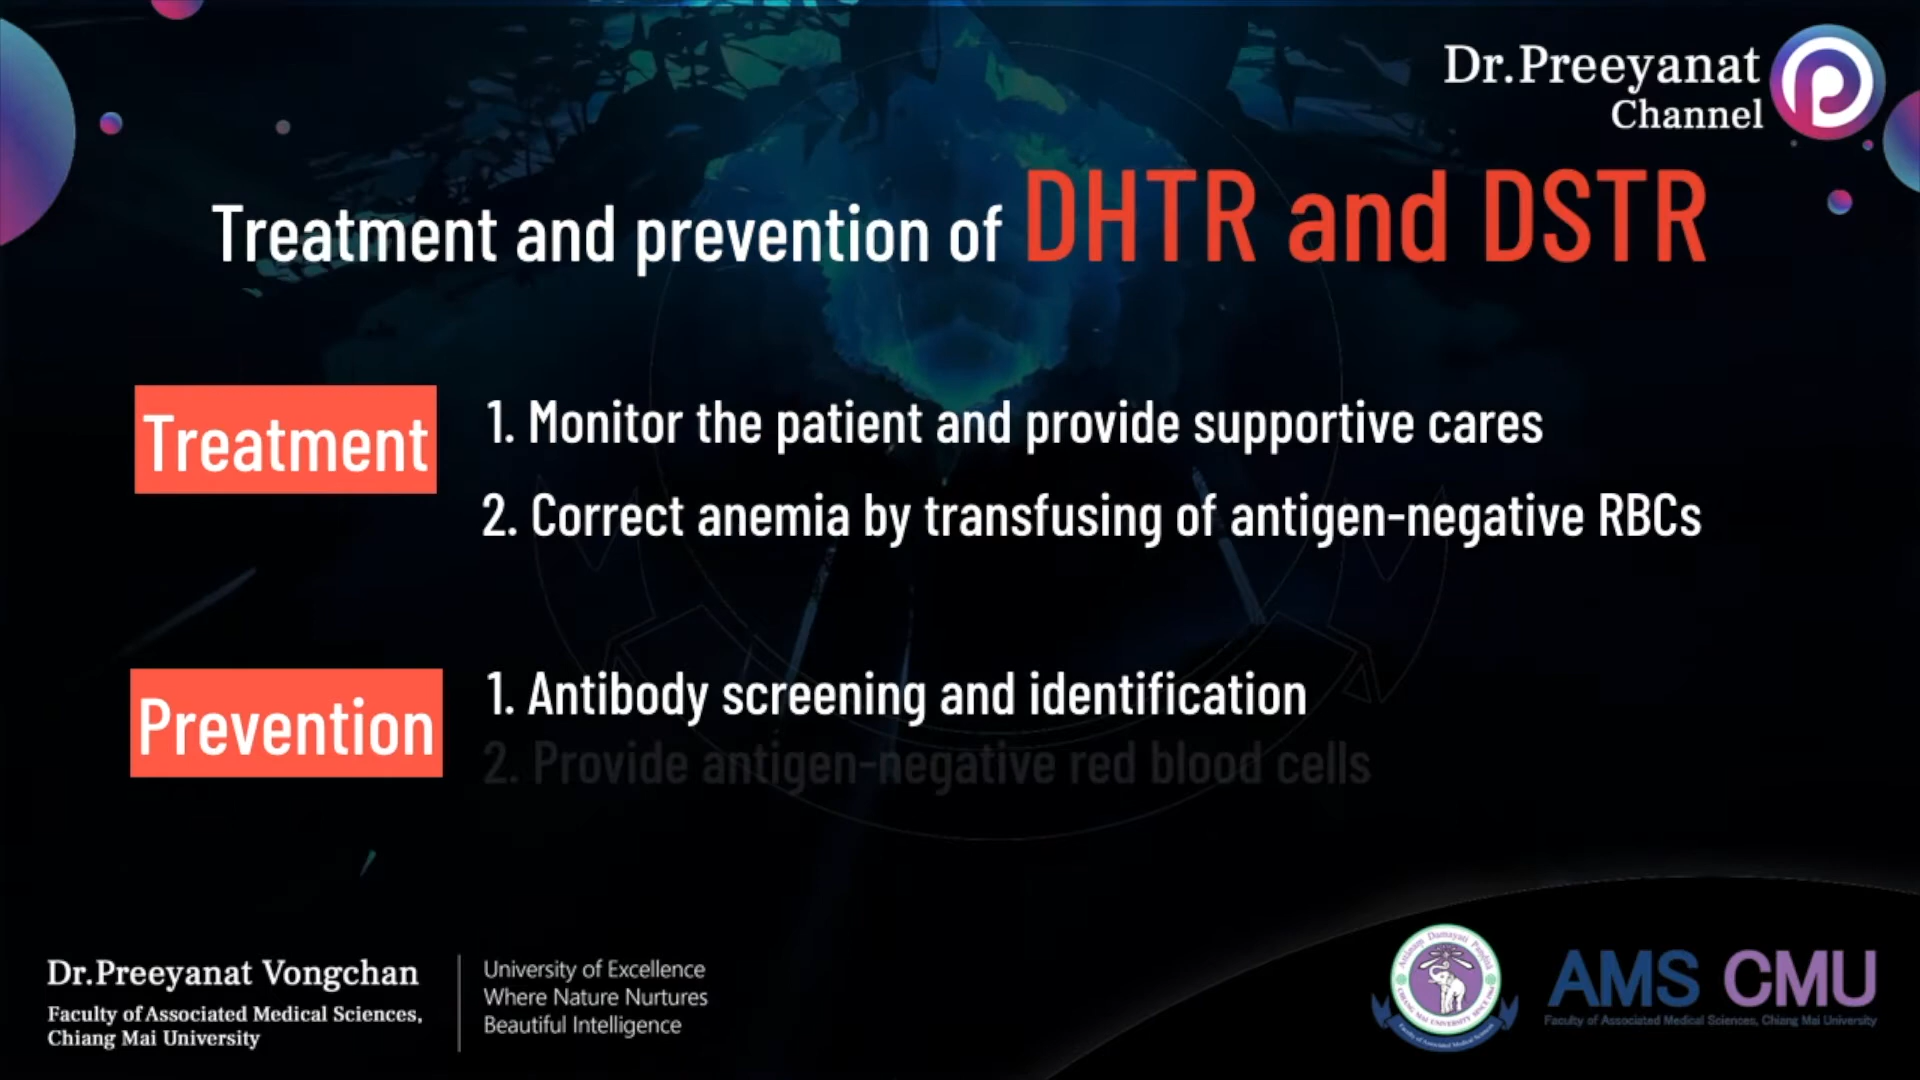 Dr.Preeyanat
Channel
Treatment and prevention of DHTR and DSTR
Treatment
1. Monitor the patient and provide supportive cares
2. Correct anemia by transfusing of antigen-negative RBCs
Prevention
1. Antibody screening and identification
2. Provide antigen-negative red blood cells
Dr.Preeyanat Vongchan
Faculty of Associated Medical Sciences,
Chiang Mai University
University of Excellence
Where Nature Nurtures
Beautiful Intelligence
AMS CMU
Faculty of Associated Medical Sciences, Chiang Mai University